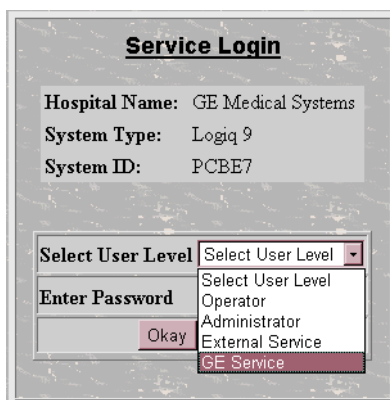 Service Login
Hospital Name: GE Medical Systems
System Type: Logiq 9
System ID: PCBE7
Select User Level Select User Level
Select User Level
Enter Password
Operator
Administrator
External Service
Okay
GE Service